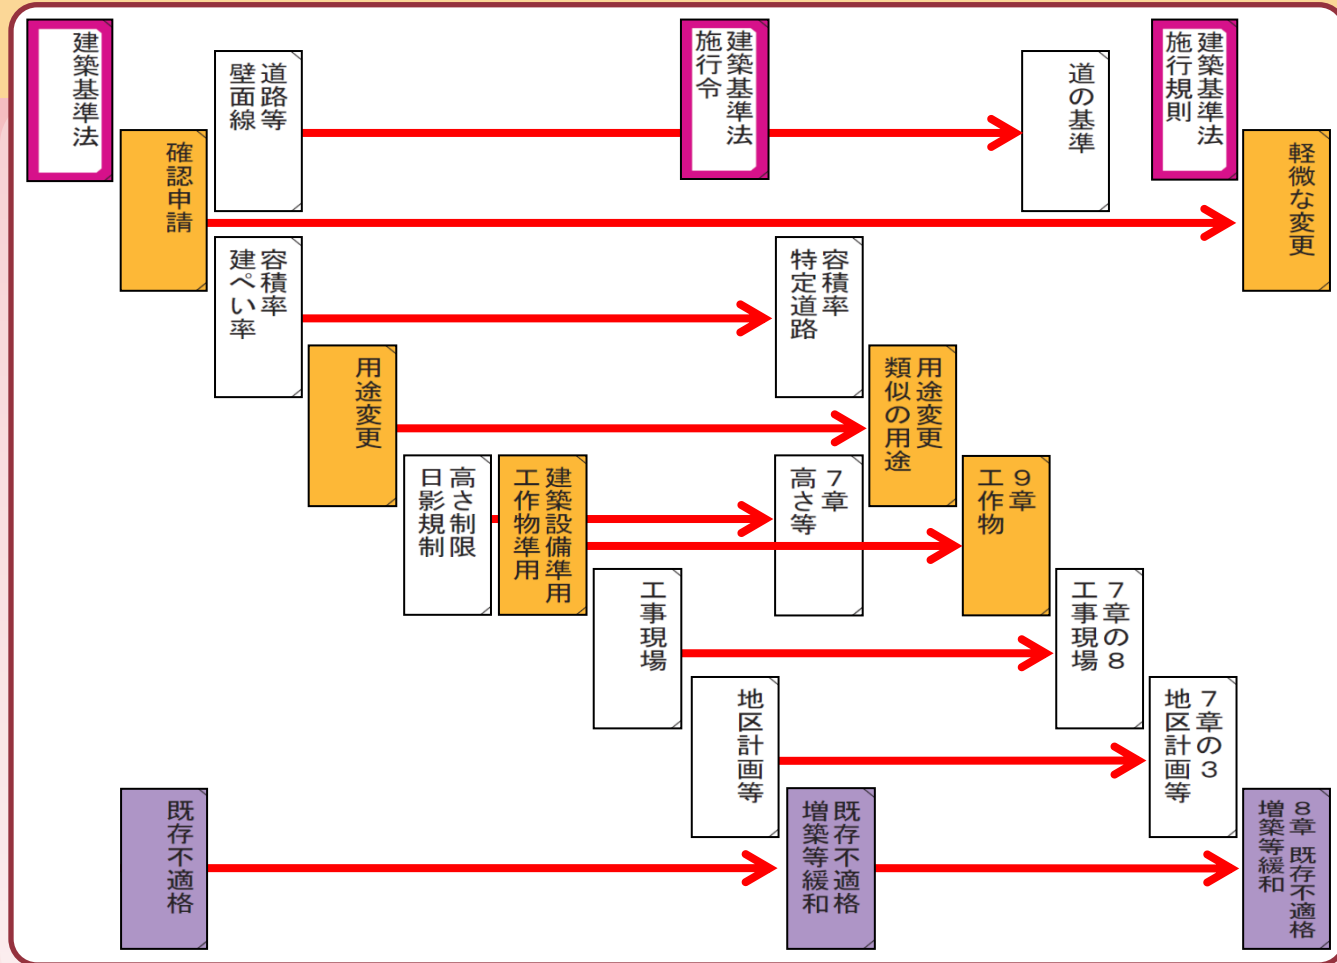 建築基準法
道路等
壁面線
建築基準法
施行令
道の基準
建築基準法
施行規則
確認申請
軽微な変更
容積率
建ぺい率
容積率
特定道路
用途変更
用途変更
類似の用途
高さ制限
日影規制
建築設備準用
工作物準用
7章
高さ等
9章
工作物
工事現場
7章の8
工事現場
地区計画等
7章の3
地区計画等
既存不適格
既存不適格
増築等緩和
8章 既存不適格
増築等緩和